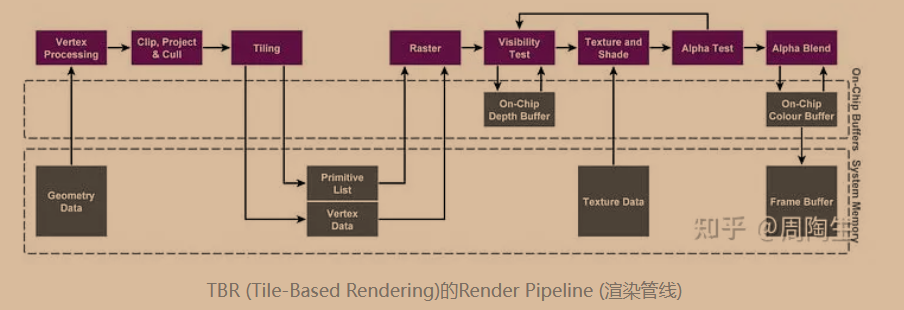 Vertex
Processing
Clip, Project
& Cull
Tiling
Raster
Visibility
Test
Texture and
Shade
Alpha Test
Alpha Blend
On-Chip
Depth Buffer
On-Chip
Colour Buffer
On-Chip Buffers
Geometry
Data
Primitive
List
Vertex
Data
Texture Data
Frame Buffer
System Memory
知乎 @周陶生
TBR (Tile-Based Rendering)的Render Pipeline (渲染管线)